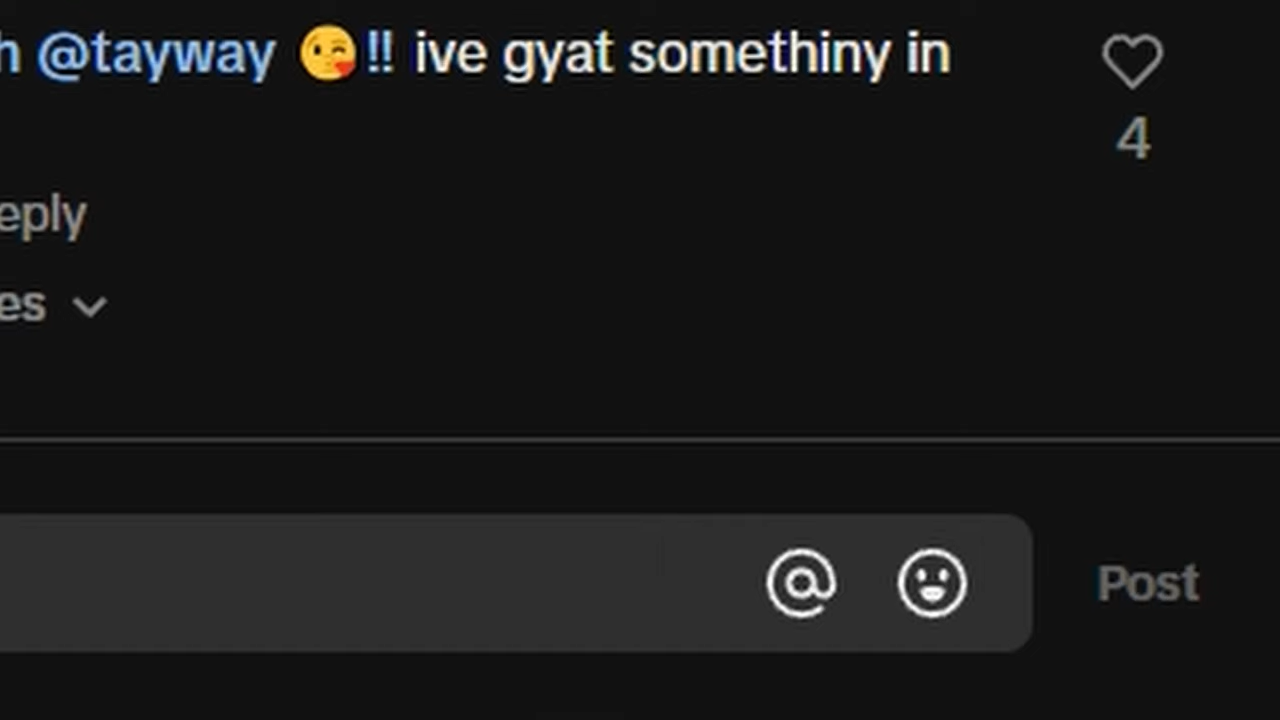 h @tayway 😘‼ ive gyat somethiny in
4
eply
es
Post